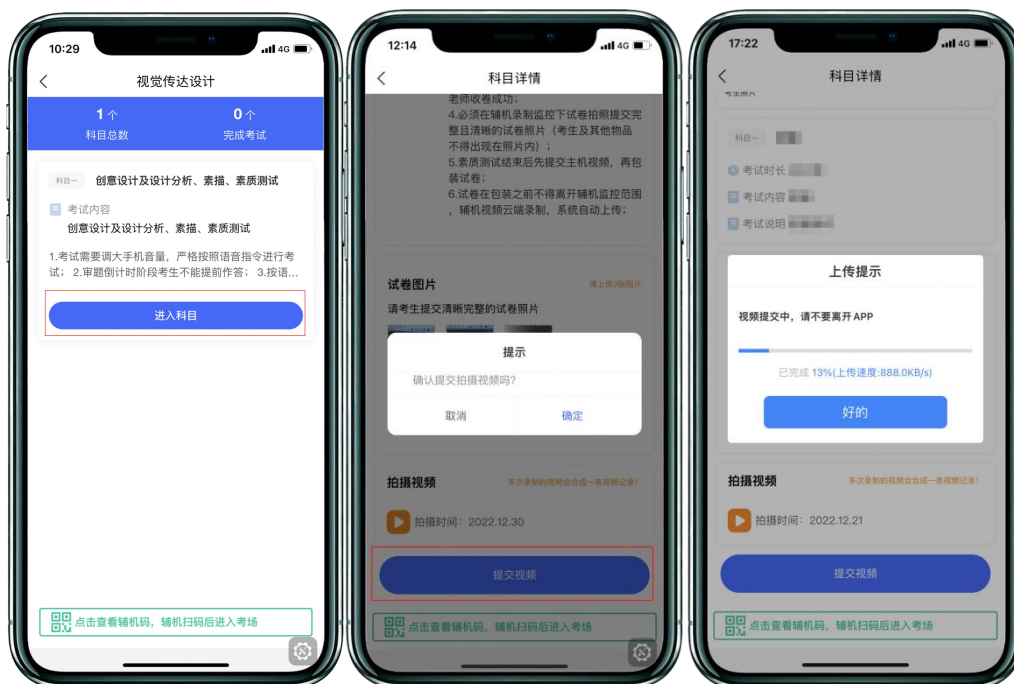 10:29
4G
视觉传达设计
1个
0个
科目总数
完成考试
科目一
创意设计及设计分析、素描、素质测试
考试内容
创意设计及设计分析、素描、素质测试
1.考试需要调大手机音量，严格按照语音指令进行考
试； 2.审题倒计时阶段考生不能提前作答； 3.按语...
进入科目
点击查看辅机码，辅机扫码后进入考场
12:14
4G
科目详情
老师收卷成功；
4.必须在辅机录制监控下试卷拍照提交完
整且清晰的试卷照片（考生及其他物品
不得出现在照片内）；
5.素质测试结束后先提交主机视频，再包
装试卷；
6.试卷在包装之前不得离开辅机监控范围
，辅机视频云端录制，系统自动上传；
试卷图片
请上传3张图片
请考生提交清晰完整的试卷照片
提示
确认提交拍摄视频吗?
取消
确定
拍摄视频
多次录制的视频会合成一条视频记录!
拍摄时间：2022.12.30
提交视频
点击查看辅机码，辅机扫码后进入考场
17:22
4G
科目详情
考生照片
科目一
考试时长
考试内容
考试说明
上传提示
视频提交中，请不要离开APP
已完成 13%(上传速度:888.0KB/s)
好的
拍摄视频
多次录制的视频会合成一条视频记录!
拍摄时间：2022.12.21
提交视频
点击查看辅机码，辅机扫码后进入考场